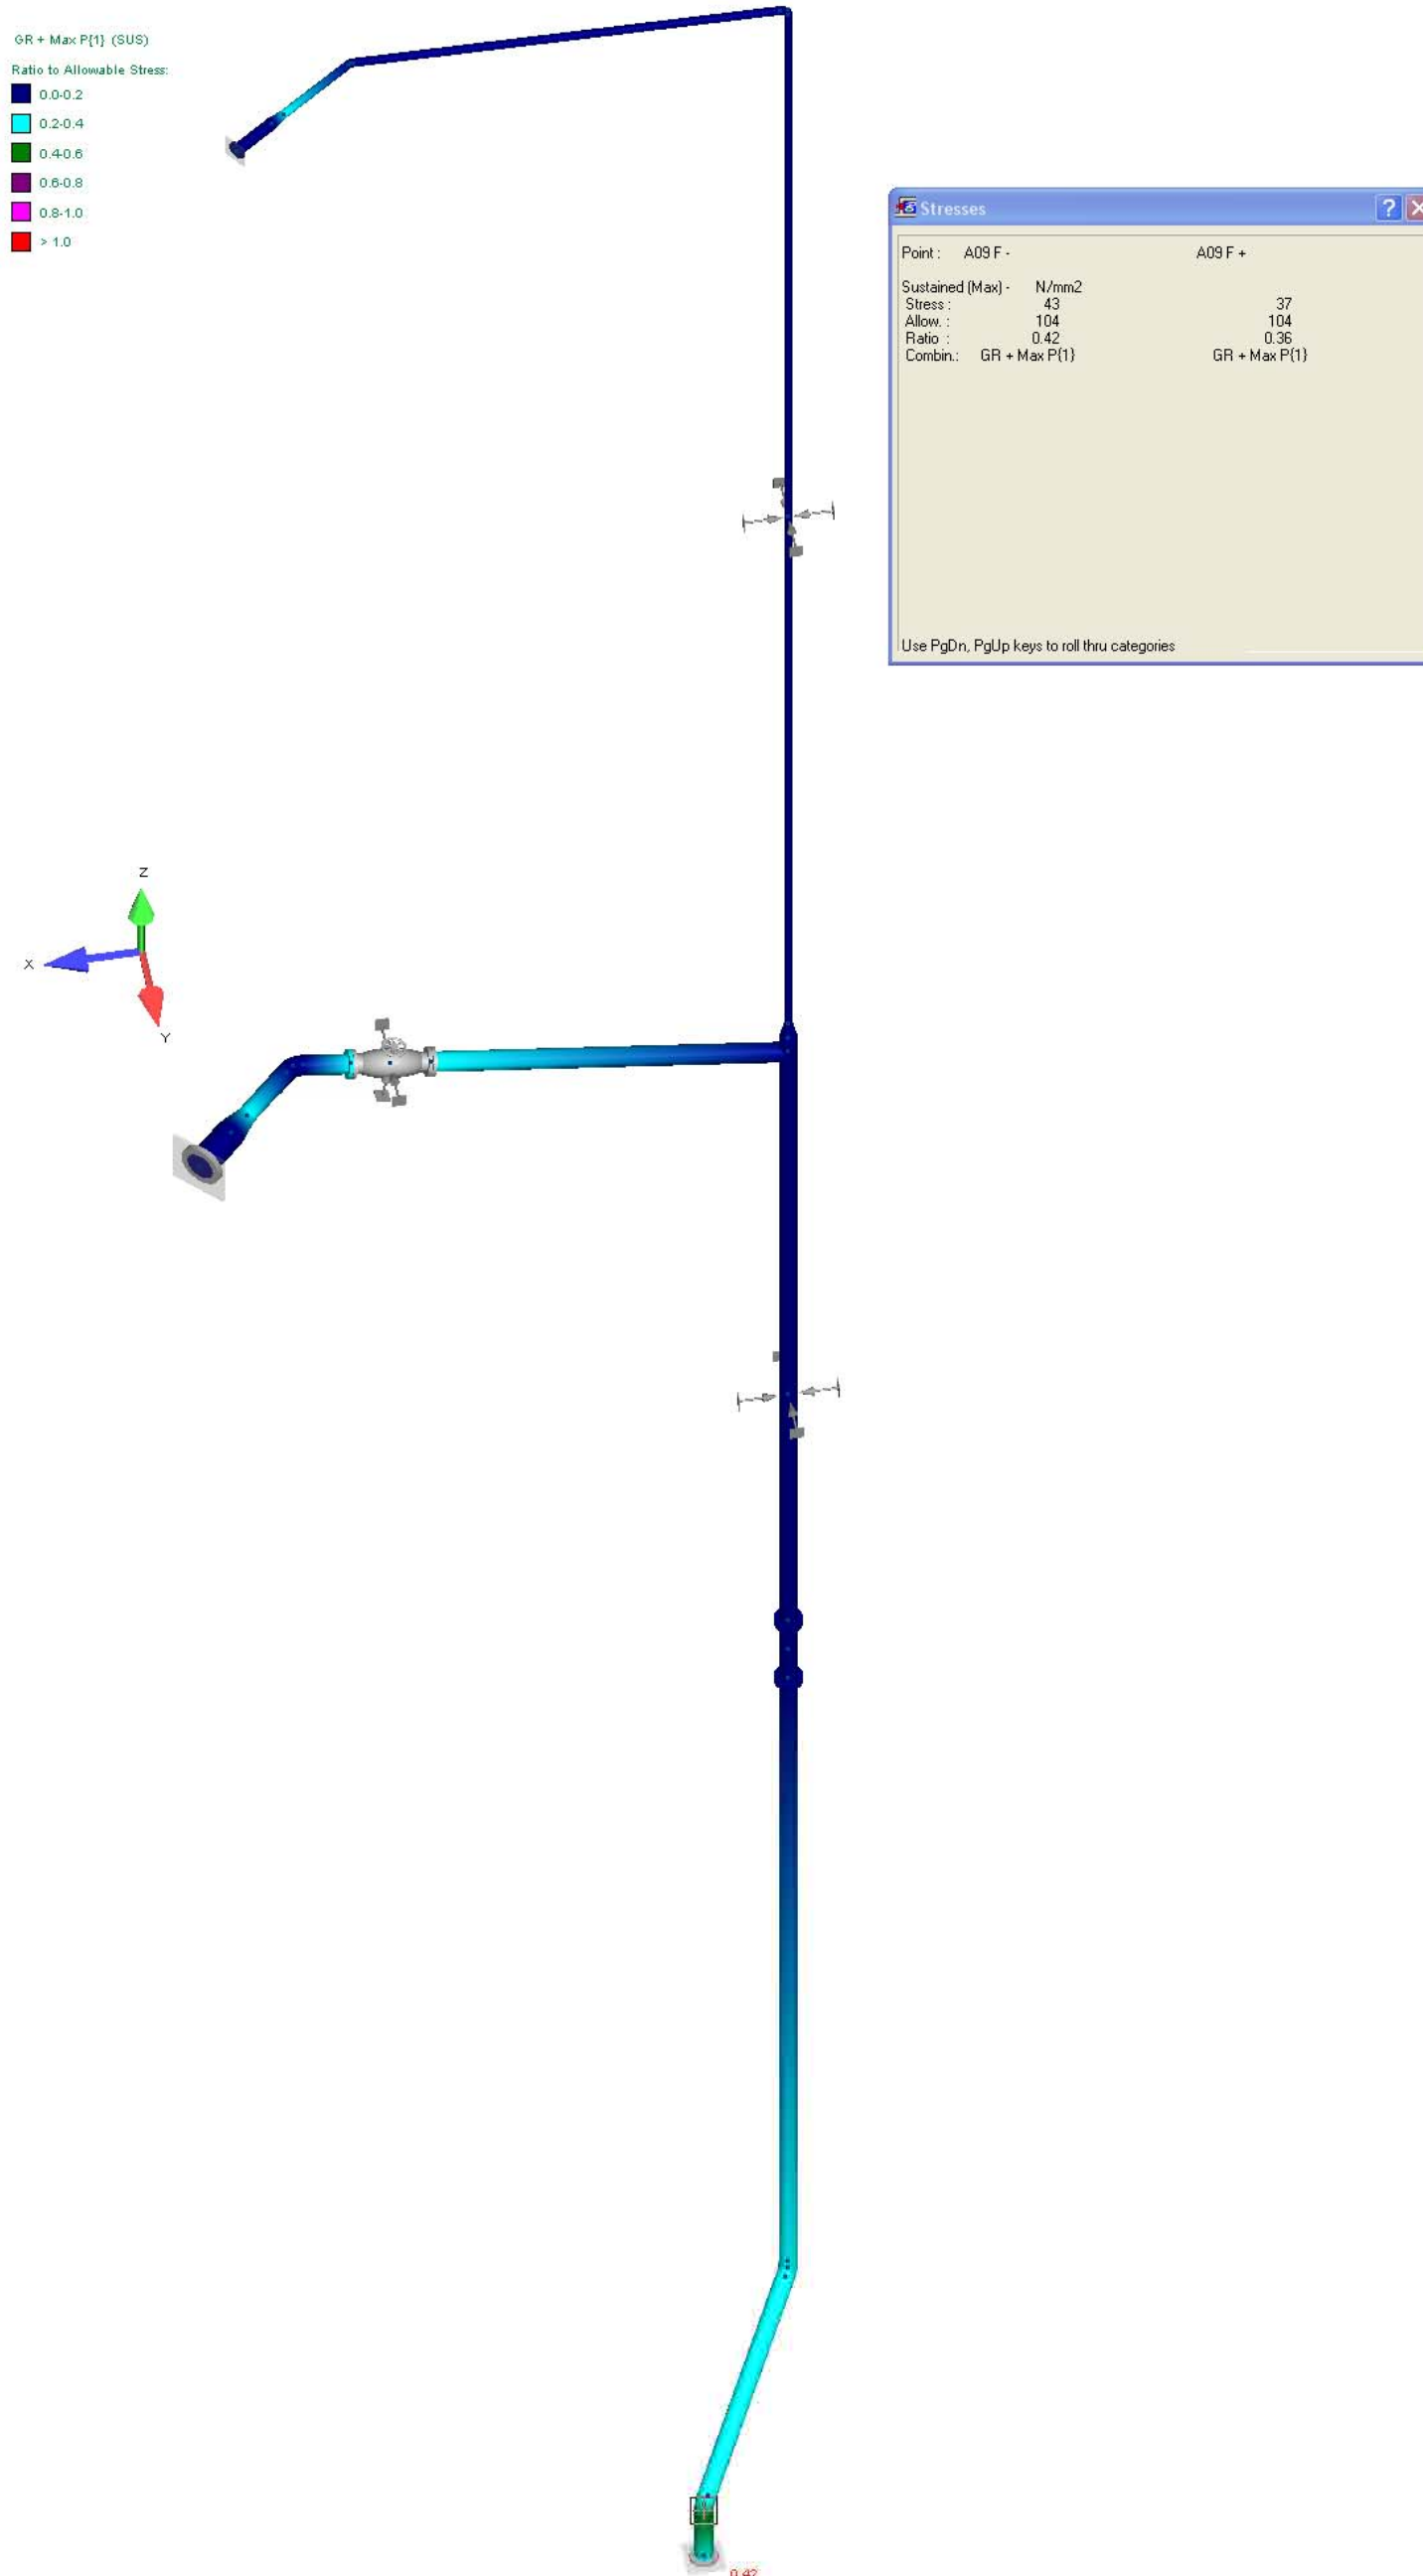 GR + Max P{1} (SUS)
Ratio to Allowable Stress:
0.0-0.2
0.2-0.4
0.4-0.6
0.6-0.8
0.8-1.0
> 1.0
Stresses
Point : A09 F - A09 F +
Sustained (Max) - N/mm2
Stress : 43 37
Allow. : 104 104
Ratio : 0.42 0.36
Combin.: GR + Max P{1} GR + Max P{1}
Use PgDn, PgUp keys to roll thru categories
Z
X
Y
0.42